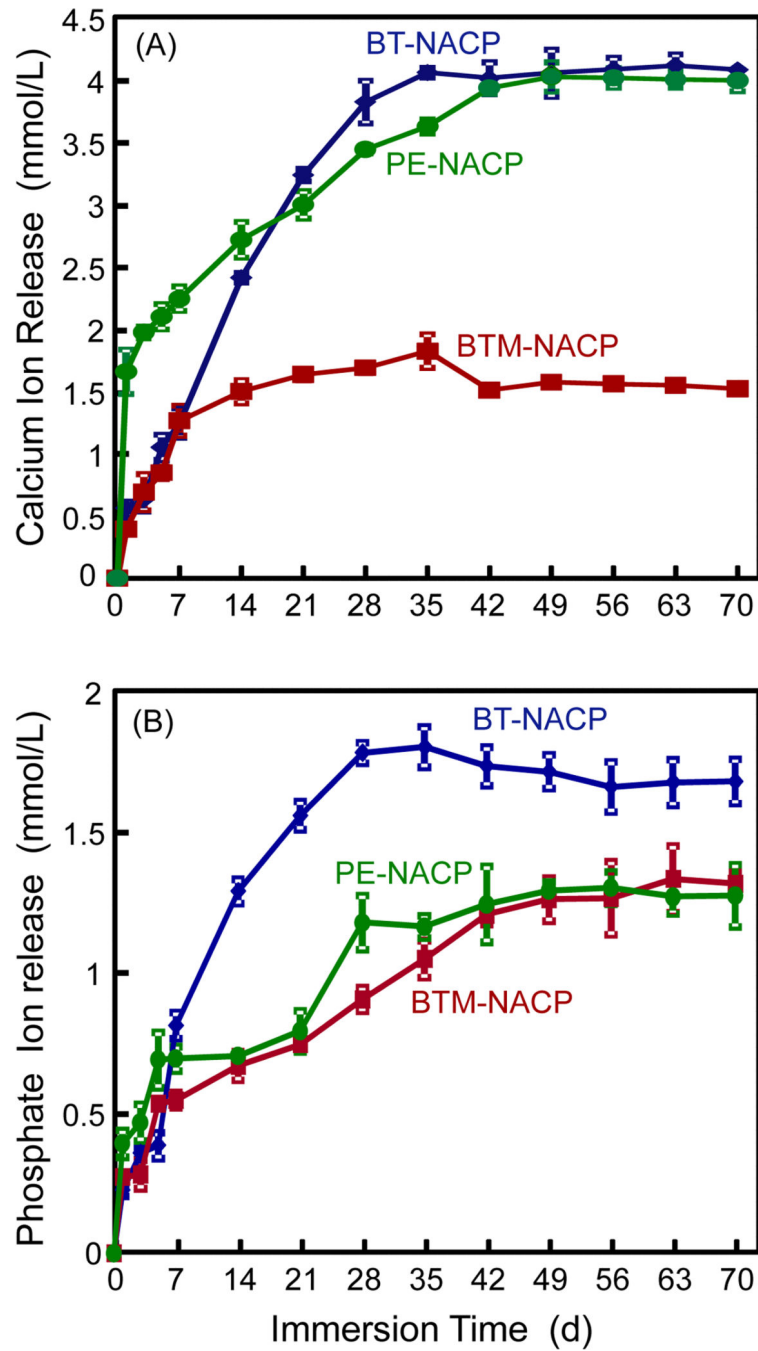 (A)
BT-NACP
PE-NACP
BTM-NACP
Calcium Ion Release (mmol/L)
4.5
4
3.5
3
2.5
2
1.5
1
0.5
0
0 7 14 21 28 35 42 49 56 63 70
(B)
BT-NACP
PE-NACP
BTM-NACP
Phosphate Ion release (mmol/L)
2
1.5
1
0.5
0
0 7 14 21 28 35 42 49 56 63 70
Immersion Time (d)